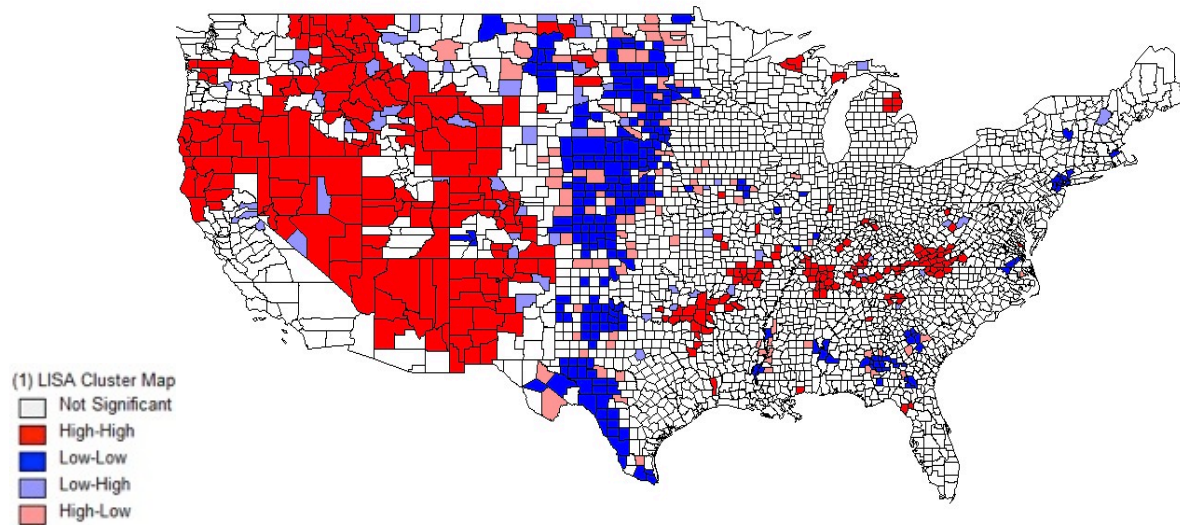 (1) LISA Cluster Map
Not Significant
High-High
Low-Low
Low-High
High-Low